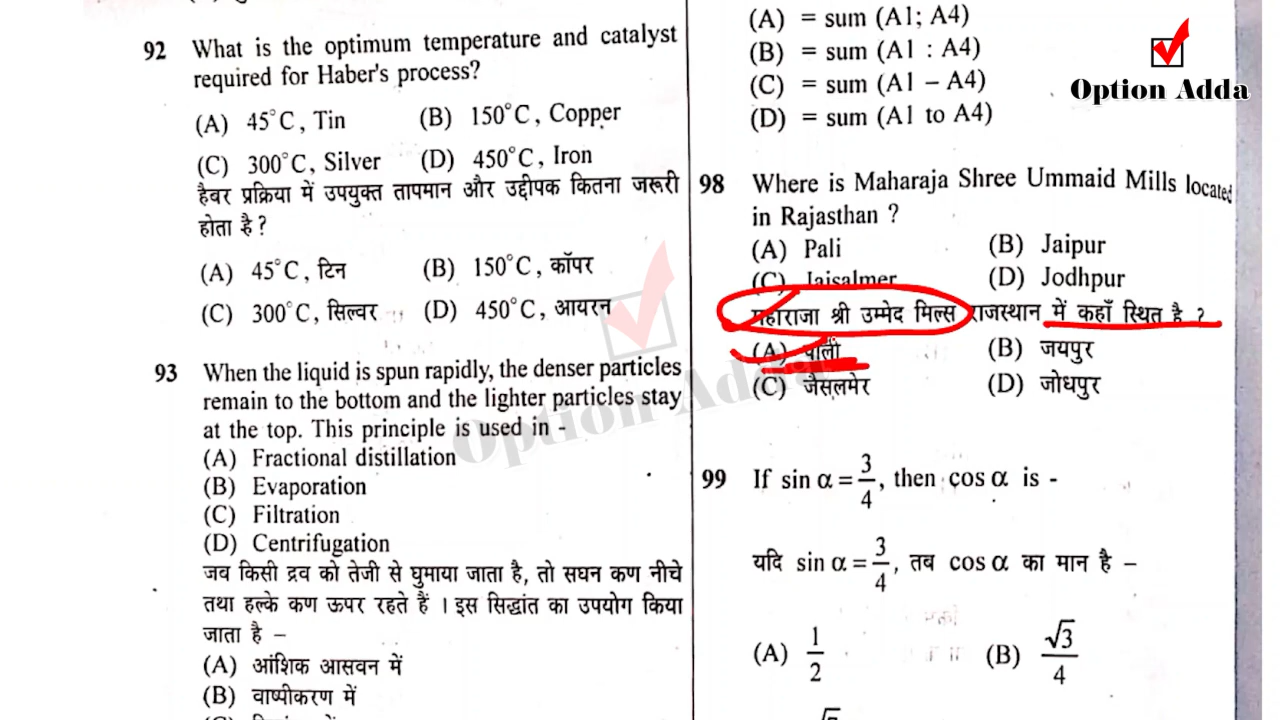 92 What is the optimum temperature and catalyst
required for Haber's process?
(A) 45°C, Tin (B) 150°C, Copper
(C) 300°C, Silver (D) 450°C, Iron
हैबर प्रक्रिया में उपयुक्त तापमान और उद्दीपक कितना जरूरी
होता है?
(A) 45°C, टिन (B) 150°C, कॉपर
(C) 300°C, सिल्वर (D) 450°C, आयरन
93 When the liquid is spun rapidly, the denser particles
remain to the bottom and the lighter particles stay
at the top. This principle is used in -
(A) Fractional distillation
(B) Evaporation
(C) Filtration
(D) Centrifugation
जब किसी द्रव को तेजी से घुमाया जाता है, तो सघन कण नीचे
तथा हल्के कण ऊपर रहते हैं । इस सिद्धांत का उपयोग किया
जाता है –
(A) आंशिक आसवन में
(B) वाष्पीकरण में
(A) = sum (A1; A4)
(B) = sum (A1 : A4)
(C) = sum (A1 – A4)
(D) = sum (A1 to A4)
98 Where is Maharaja Shree Ummaid Mills located
in Rajasthan ?
(A) Pali (B) Jaipur
(C) Jaisalmer (D) Jodhpur
महाराजा श्री उम्मेद मिल्स राजस्थान में कहाँ स्थित है ?
(A) पाली (B) जयपुर
(C) जैसलमेर (D) जोधपुर
99 If sin α = 3/4, then cos α is -
यदि sin α = 3/4, तब cos α का मान है –
(A) 1/2 (B) √3/4
Option Adda
Option Adda